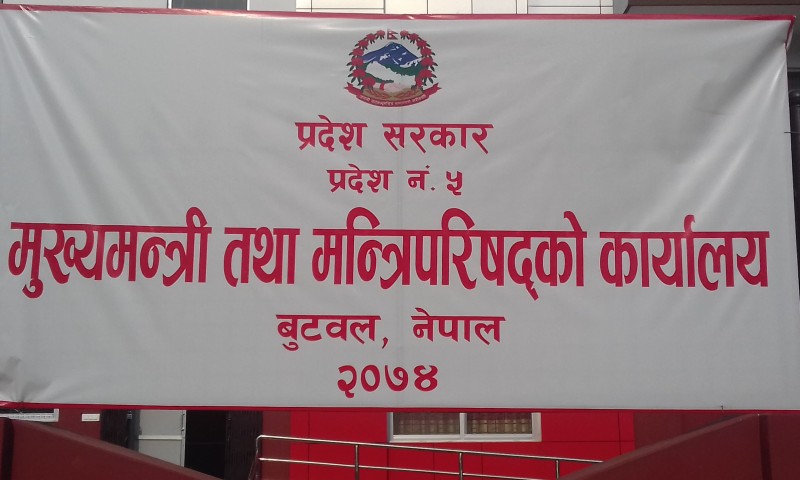 प्रदेश सरकार
प्रदेश नं. ५
मुख्यमन्त्री तथा मन्त्रिपरिषद्को कार्यालय
बुटवल, नेपाल
२०७४